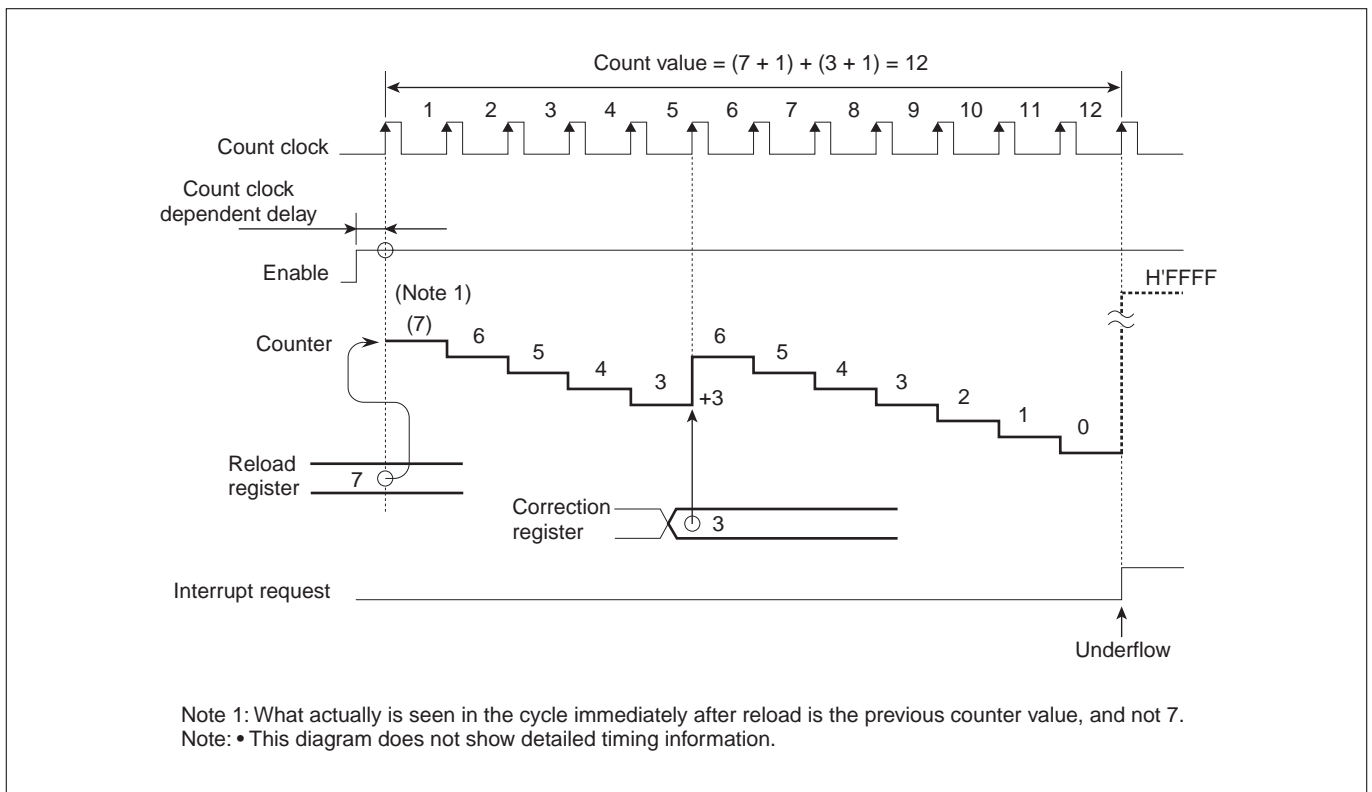 Count value = (7 + 1) + (3 + 1) = 12
1 2 3 4 5 6 7 8 9 10 11 12
Count clock
Count clock
dependent delay
Enable
H'FFFF
(Note 1)
(7) 6 5 4 3 6 5 4 3 2 1 0
Counter
+3
Reload
register
7
Correction
register
3
Interrupt request
Underflow
Note 1: What actually is seen in the cycle immediately after reload is the previous counter value, and not 7.
Note: • This diagram does not show detailed timing information.